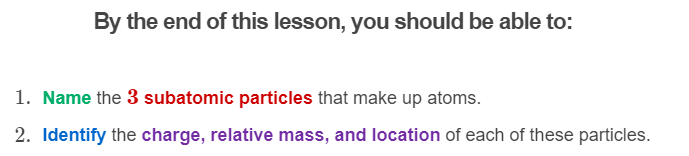 By the end of this lesson, you should be able to:
1. Name the 3 subatomic particles that make up atoms.
2. Identify the charge, relative mass, and location of each of these particles.